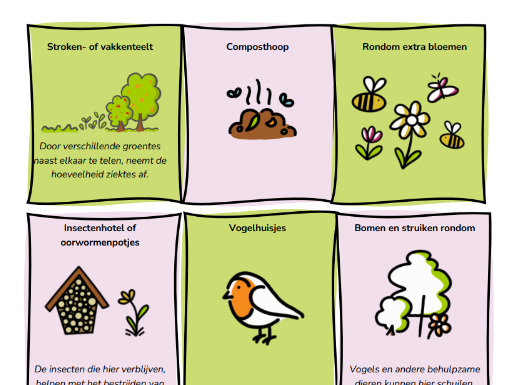 Stroken- of vakkenteelt
Composthoop
Rondom extra bloemen
Door verschillende groentes
naast elkaar te telen, neemt de
hoeveelheid ziektes af.
Insectenhotel of
oorwormenpotjes
Vogelhuisjes
Bomen en struiken rondom
De insecten die hier verblijven,
helpen met het bestrijden van
Vogels en andere behulpzame
dieren kunnen hier schuilen